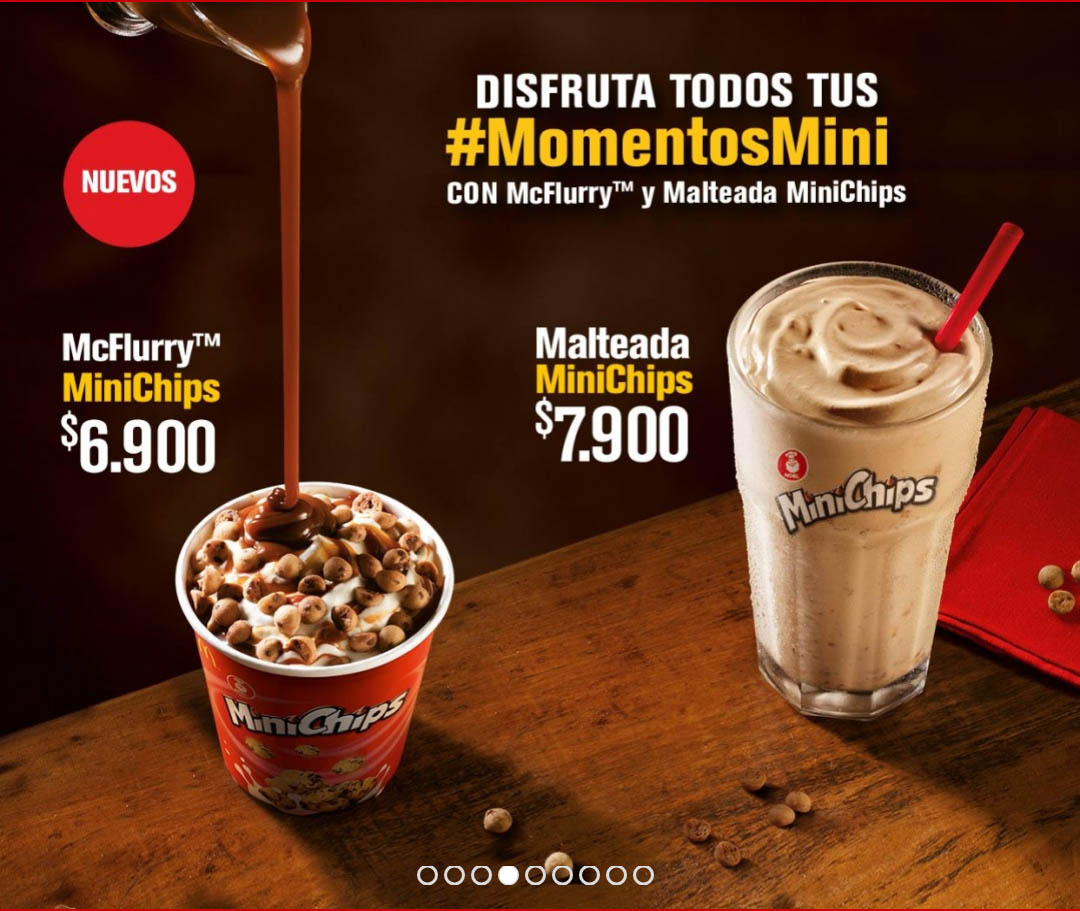 DISFRUTA TODOS TUS
#MomentosMini
CON McFlurry™ y Malteada MiniChips
NUEVOS
McFlurry™
MiniChips
$6.900
Malteada
MiniChips
$7.900
MiniChips
MiniChips